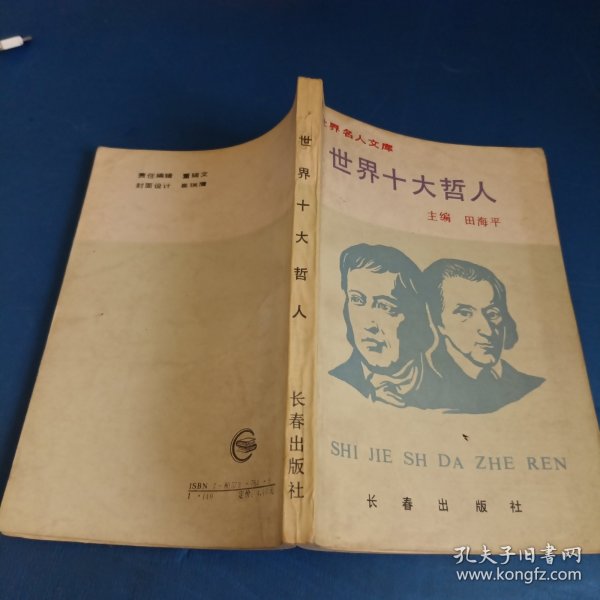 世界名人文库
世界十大哲人
主编 田海平
SHI JIE SH DA ZHE REN
长春出版社
世界十大哲人
长春出版社
责任编辑
封面设计
ISBN
孔夫子旧书网
www.kongfz.com